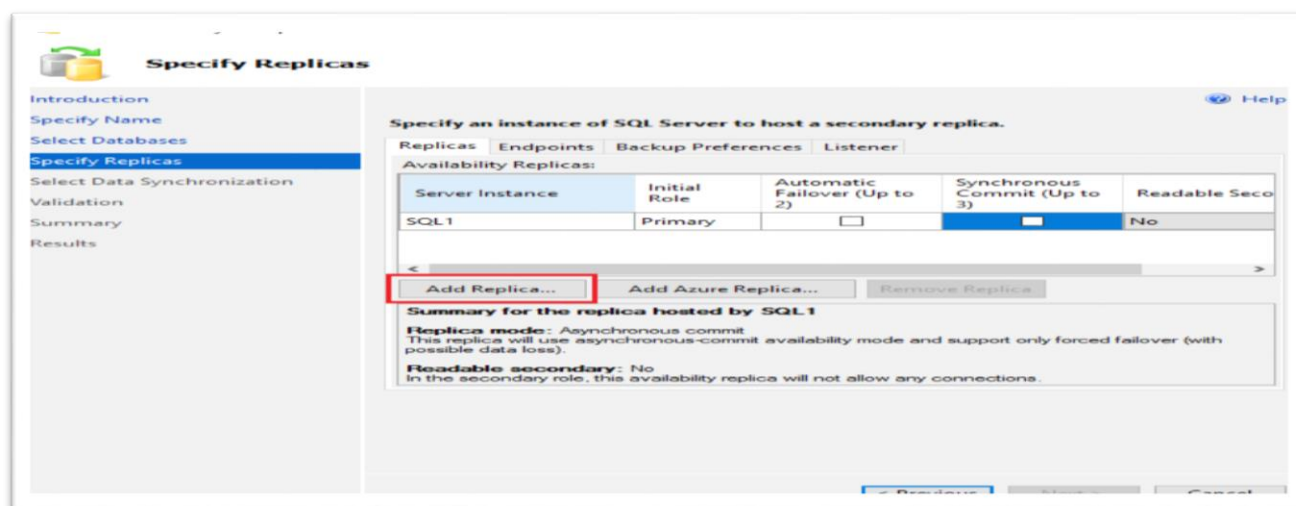 Specify Replicas
Introduction
Specify Name
Select Databases
Specify Replicas
Select Data Synchronization
Validation
Summary
Results
Help
Specify an instance of SQL Server to host a secondary replica.
Replicas Endpoints Backup Preferences Listener
Availability Replicas:
Server Instance
Initial Role
Automatic Failover (Up to 2)
Synchronous Commit (Up to 3)
Readable Seco
SQL1 Primary No
Add Replica... Add Azure Replica... Remove Replica
Summary for the replica hosted by SQL1
Replica mode: Asynchronous commit
This replica will use asynchronous-commit availability mode and support only forced failover (with
possible data loss).
Readable secondary: No
In the secondary role, this availability replica will not allow any connections.
< Previous Cancel